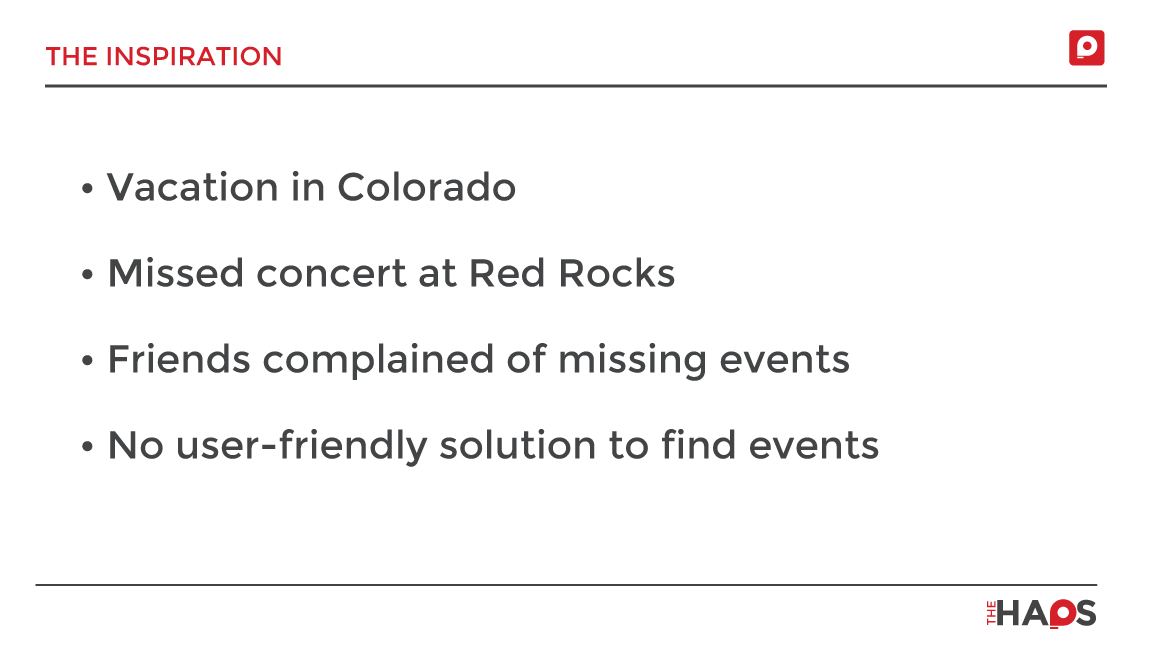 THE INSPIRATION
• Vacation in Colorado
• Missed concert at Red Rocks
• Friends complained of missing events
• No user-friendly solution to find events
THE HAPS